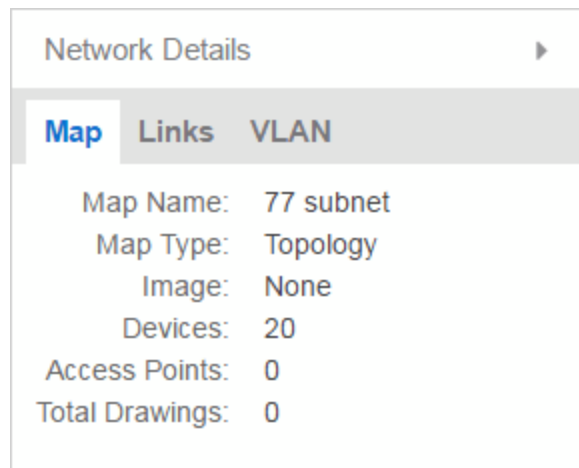 Network Details
Map Links VLAN
Map Name: 77 subnet
Map Type: Topology
Image: None
Devices: 20
Access Points: 0
Total Drawings: 0